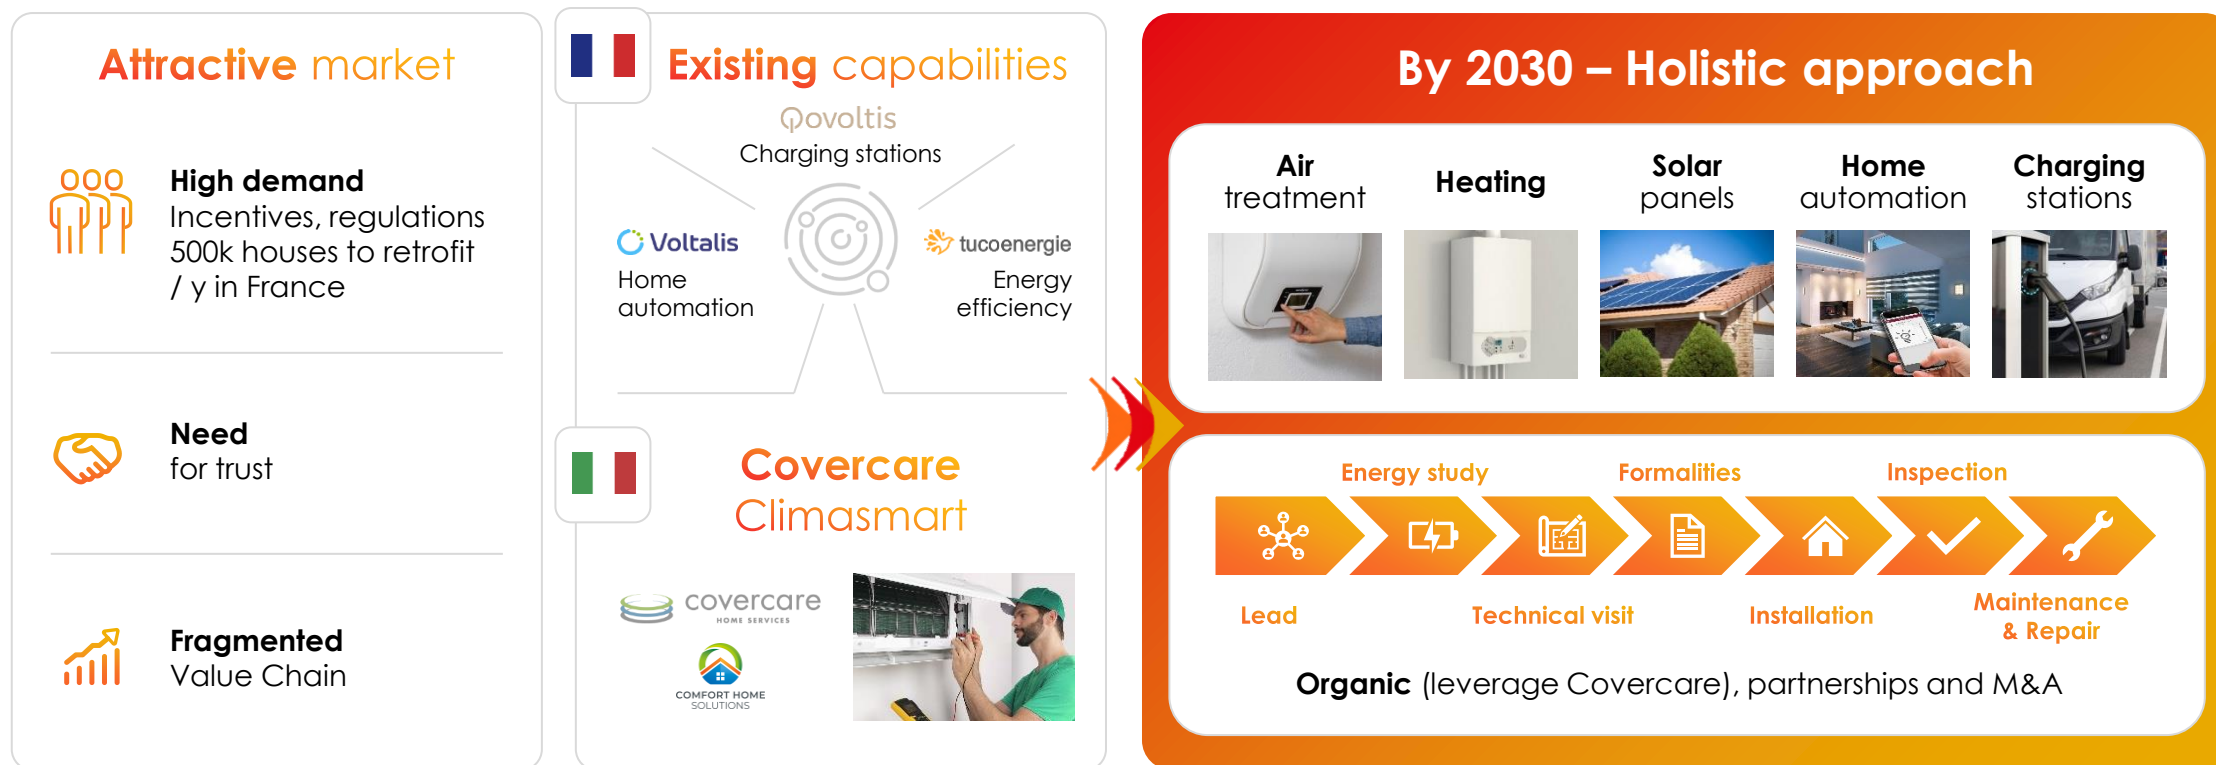 Attractive market
High demand
Incentives, regulations
500k houses to retrofit
/ y in France
Need
for trust
Fragmented
Value Chain
Existing capabilities
Qovoltis
Charging stations
Voltalis
Home
automation
tucoenergie
Energy
efficiency
Covercare
Climasmart
covercare
HOME SERVICES
COMFORT HOME
SOLUTIONS
By 2030 – Holistic approach
Air
treatment
Heating
Solar
panels
Home
automation
Charging
stations
Lead
Energy study
Technical visit
Formalities
Installation
Inspection
Maintenance
& Repair
Organic (leverage Covercare), partnerships and M&A